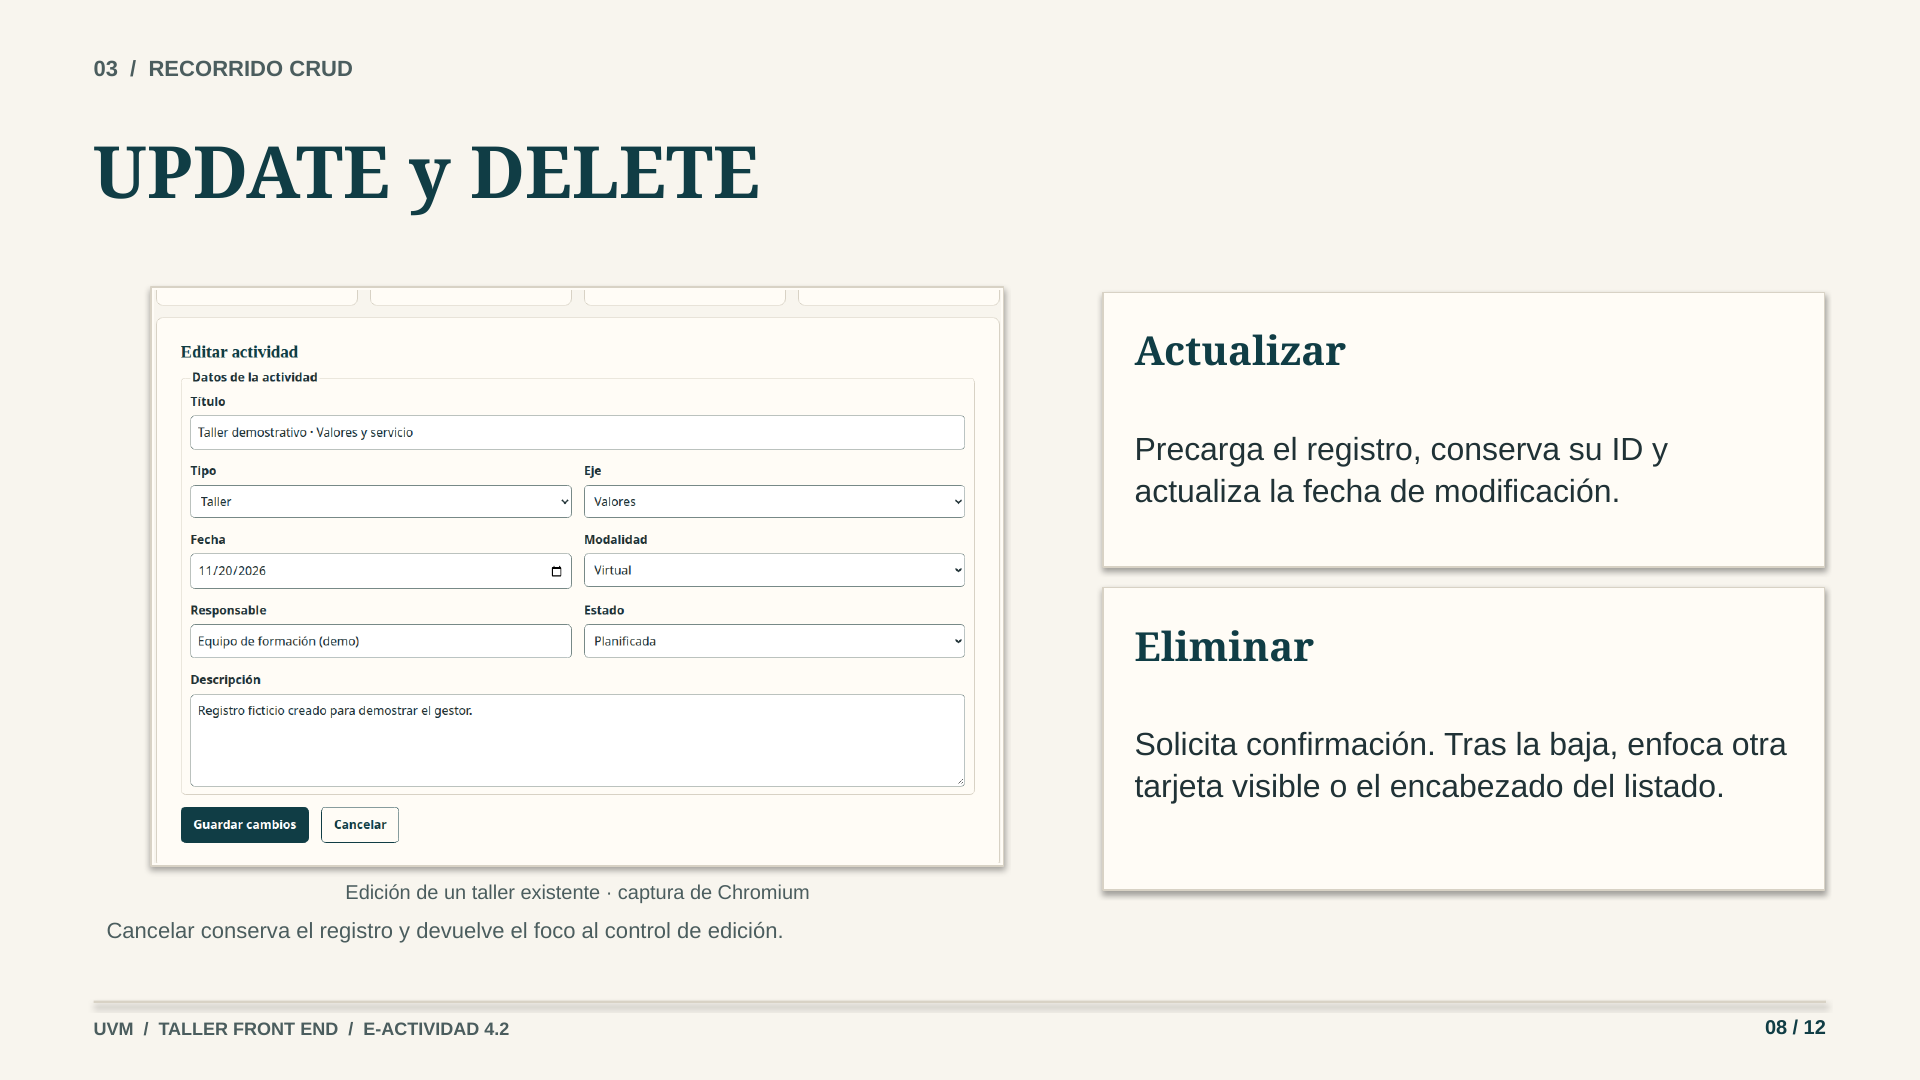 03 / RECORRIDO CRUD
UPDATE y DELETE
Editar actividad
Datos de la actividad
Título
Taller demostrativo · Valores y servicio
Tipo
Eje
Taller
Valores
Fecha
Modalidad
11/20/2026
Virtual
Responsable
Estado
Equipo de formación (demo)
Planificada
Descripción
Registro ficticio creado para demostrar el gestor.
Guardar cambios
Cancelar
Edición de un taller existente · captura de Chromium
Cancelar conserva el registro y devuelve el foco al control de edición.
Actualizar
Precarga el registro, conserva su ID y
actualiza la fecha de modificación.
Eliminar
Solicita confirmación. Tras la baja, enfoca otra
tarjeta visible o el encabezado del listado.
UVM / TALLER FRONT END / E-ACTIVIDAD 4.2
08 / 12